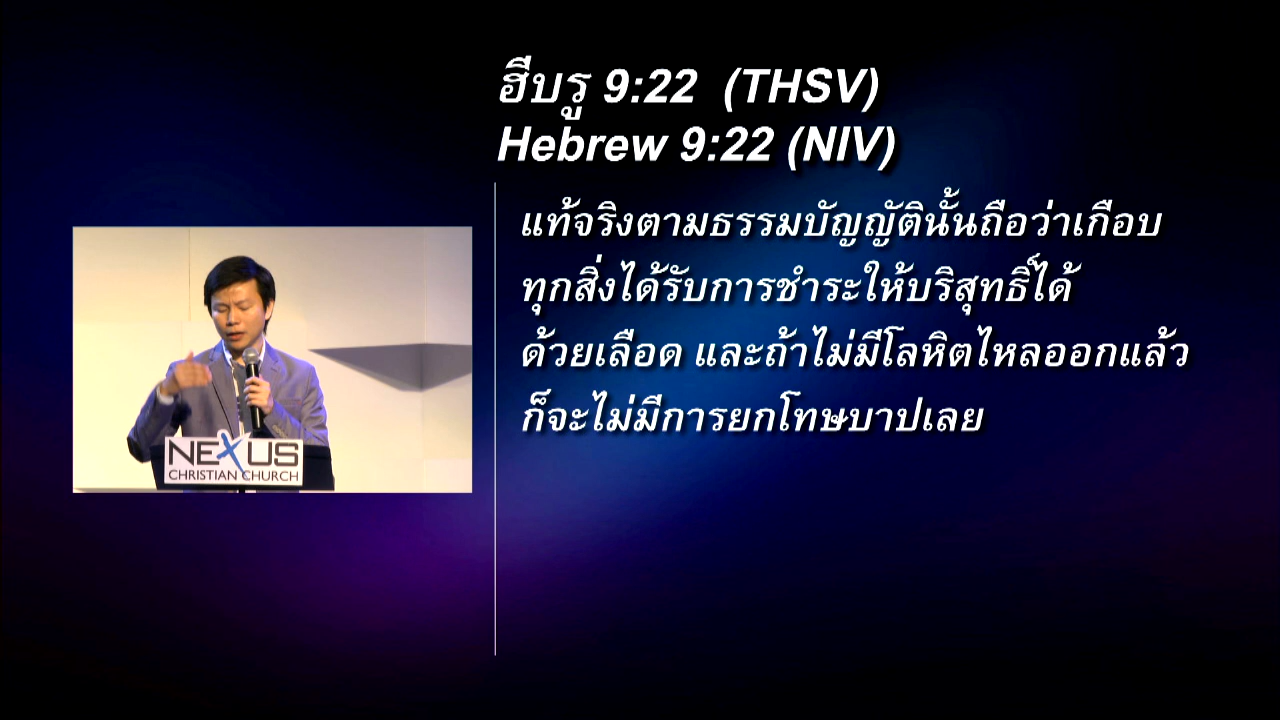 ฮีบรู 9:22 (THSV)
Hebrew 9:22 (NIV)
แท้จริงตามธรรมบัญญัตินั้นถือว่าเกือบ
ทุกสิ่งได้รับการชำระให้บริสุทธิ์ได้
ด้วยเลือด และถ้าไม่มีโลหิตไหลออกแล้ว
ก็จะไม่มีการยกโทษบาปเลย
NEXUS
CHRISTIAN CHURCH